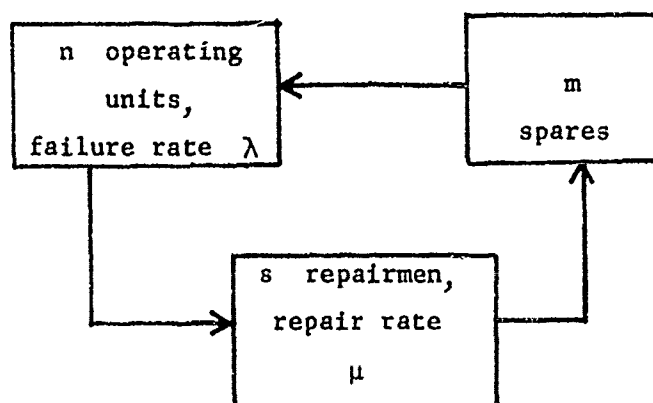 n operating
units,
failure rate λ
m
spares
s repairmen,
repair rate
μ